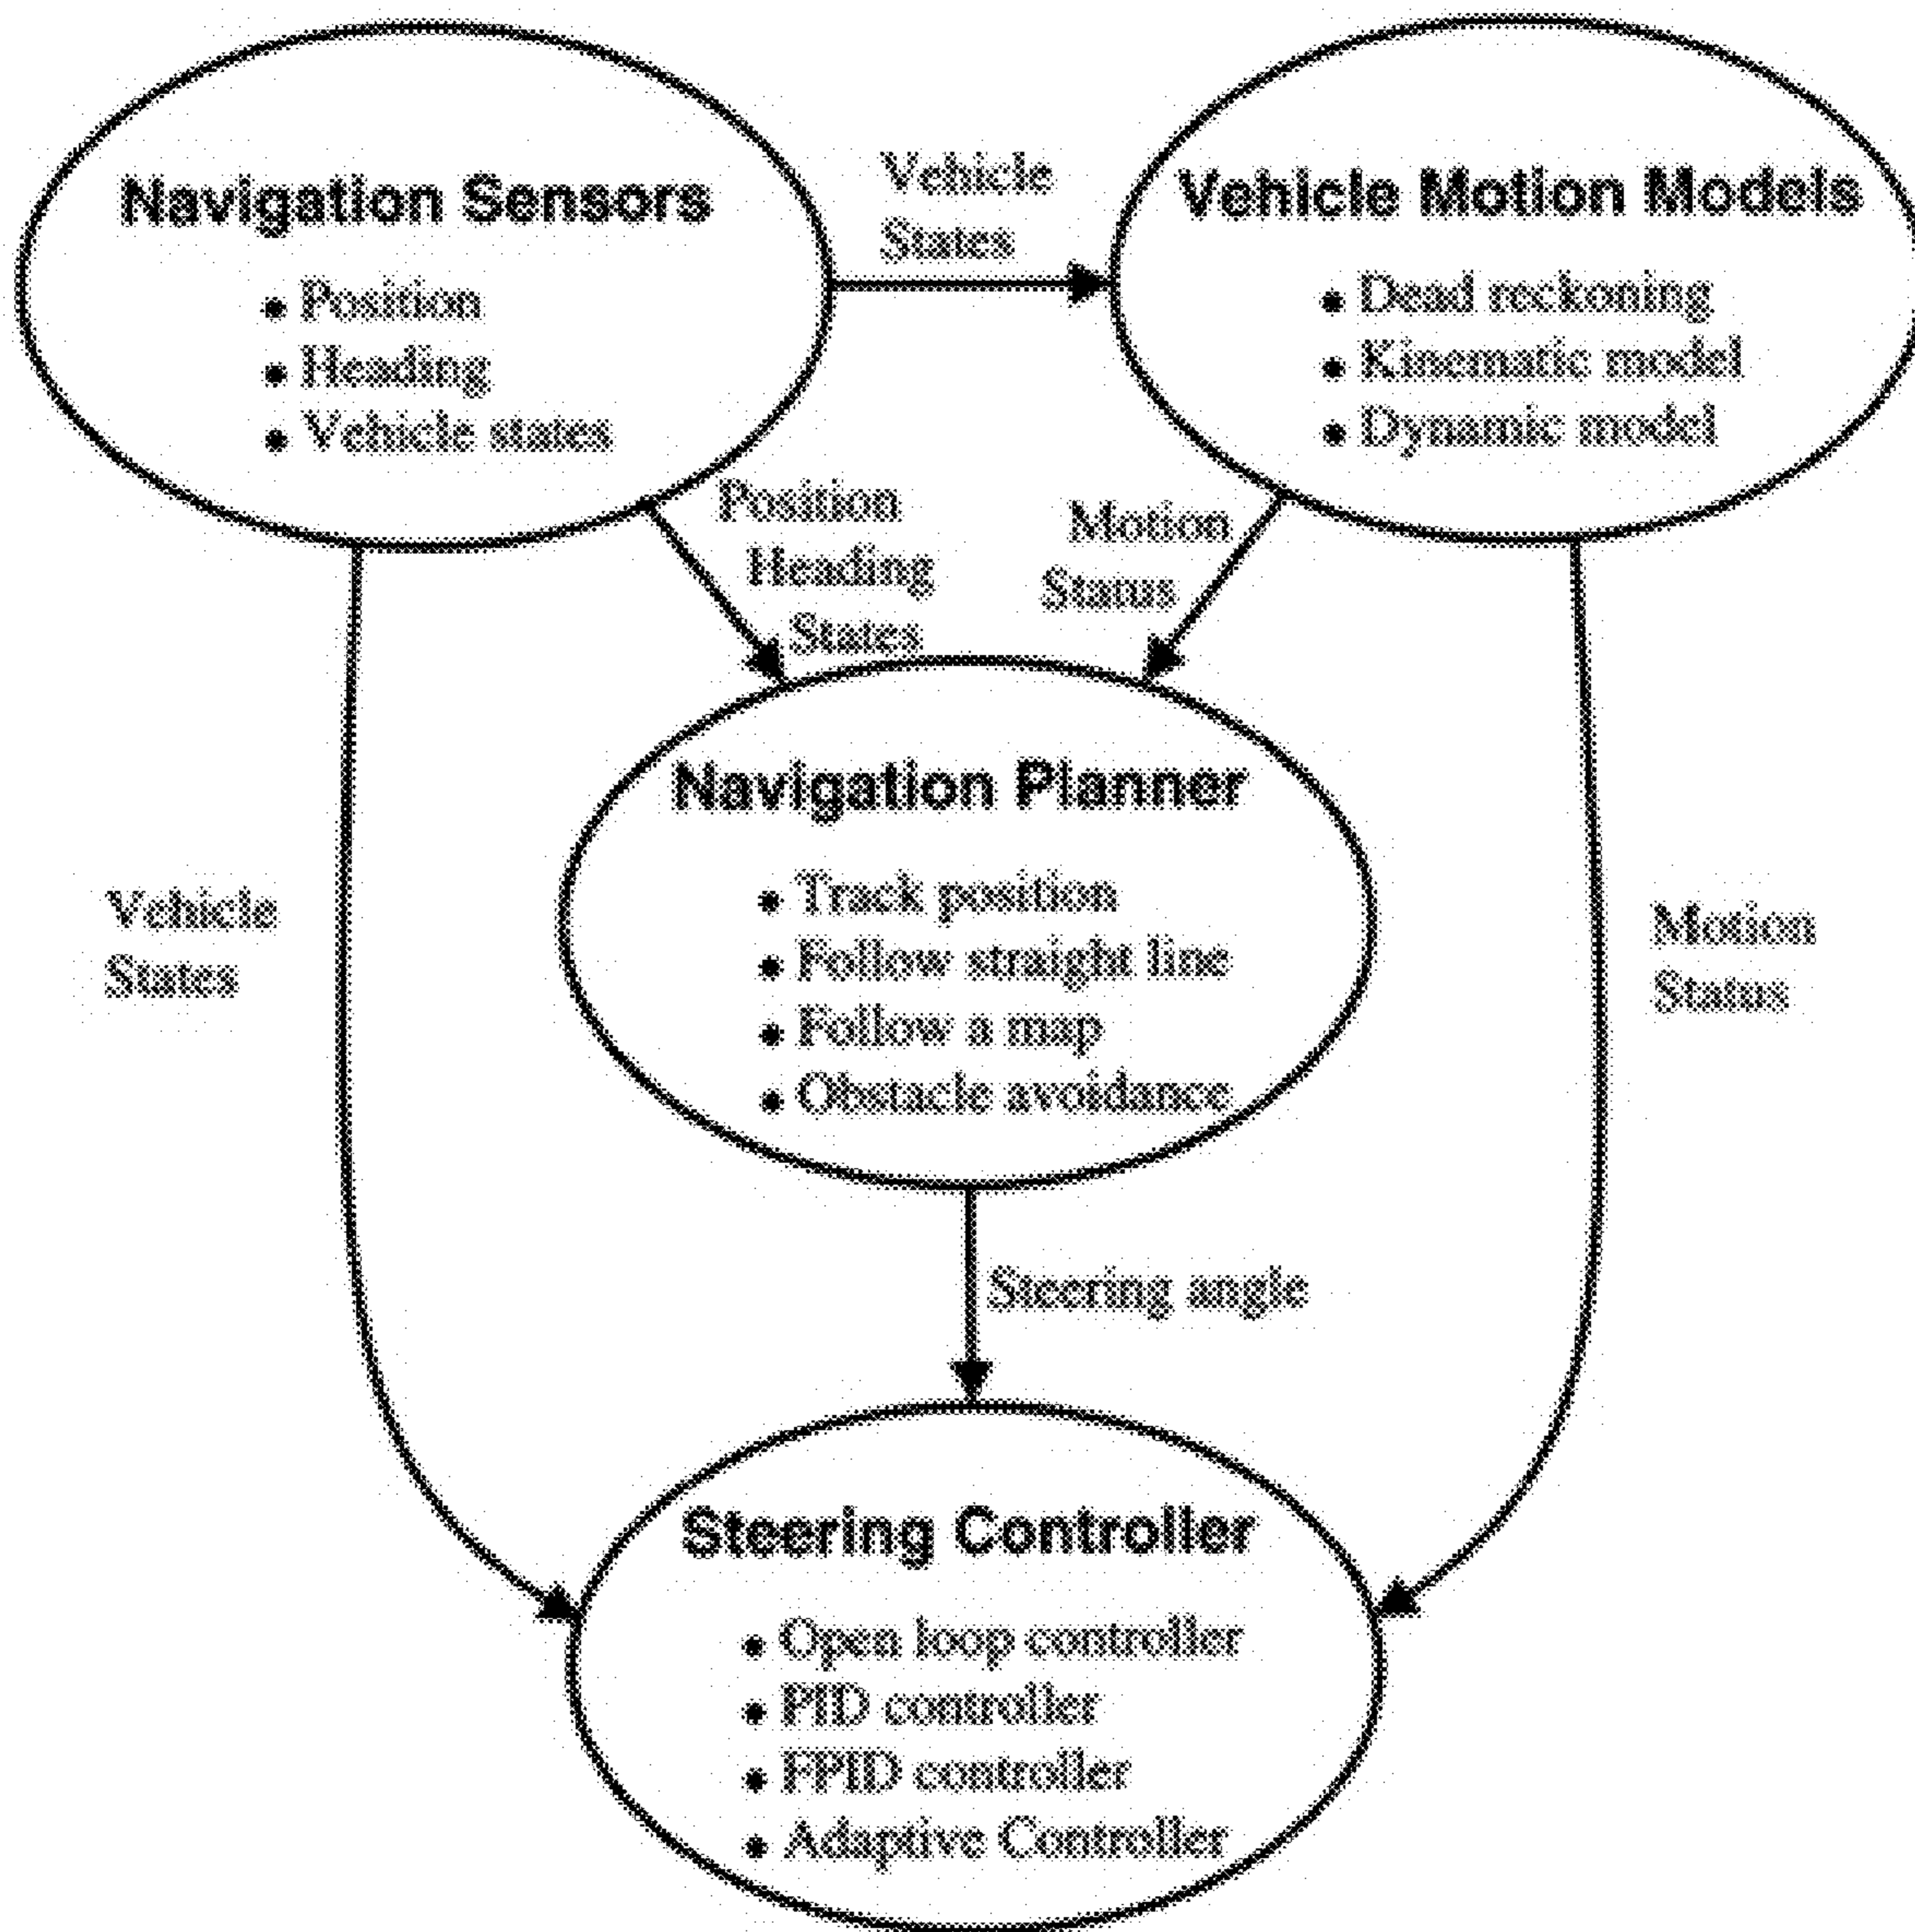 Navigation Sensors
• Position
• Heading
• Vehicle states
Vehicle
States
Vehicle Motion Models
• Dead reckoning
• Kinematic model
• Dynamic model
Position
Heading
States
Motion
Status
Navigation Planner
• Track position
• Follow straight line
• Follow a map
• Obstacle avoidance
Vehicle
States
Motion
Status
Steering angle
Steering Controller
• Open loop controller
• PID controller
• FPID controller
• Adaptive Controller